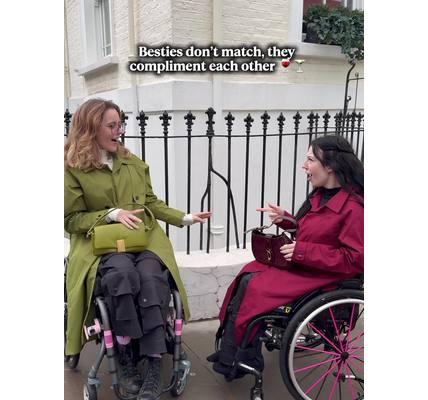 Besties don't match, they
compliment each other 🍷🍸